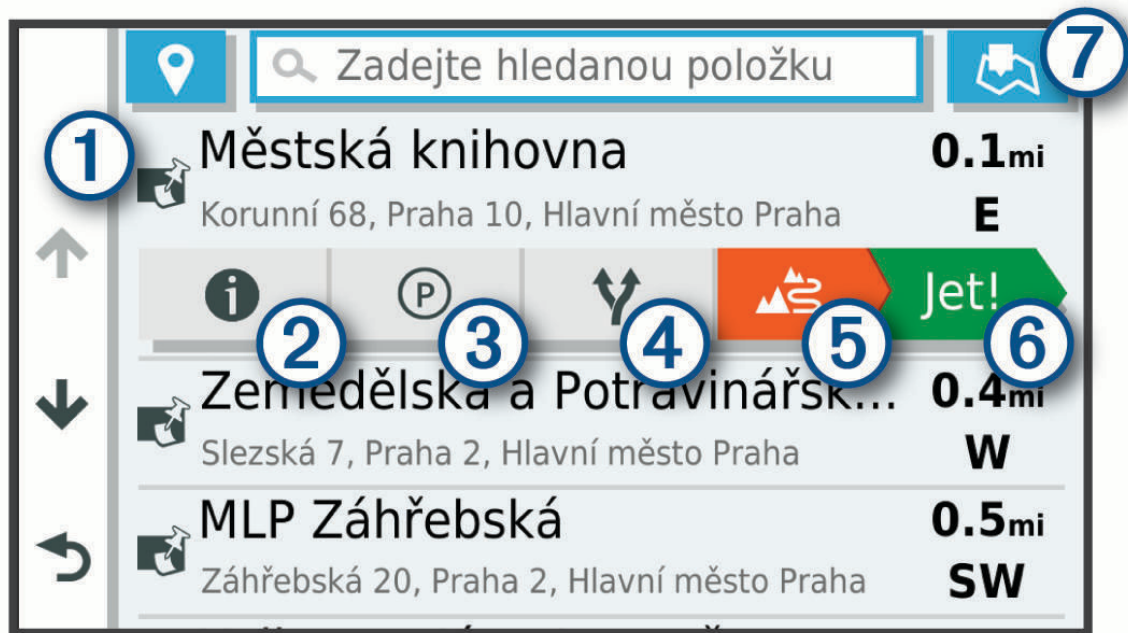 Zadejte hledanou položku
7
1
Městská knihovna
0.1mi
Korunní 68, Praha 10, Hlavní město Praha
E
P
Jet!
2
3
4
5
6
Zemědělská a Potravinářsk...
0.4mi
Slezská 7, Praha 2, Hlavní město Praha
W
MLP Záhřebská
0.5mi
Záhřebská 20, Praha 2, Hlavní město Praha
SW